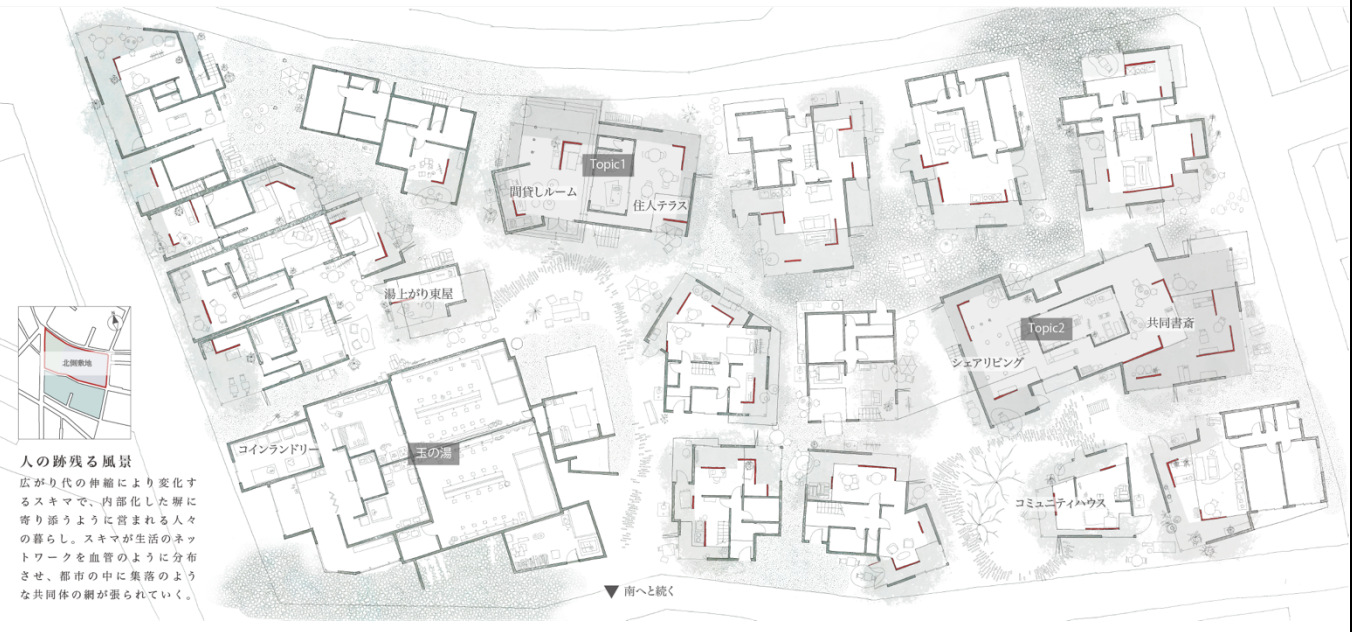 Topic1
間貸しルーム
住人テラス
湯上がり東屋
Topic2
共同書斎
シェアリビング
北側敷地
コインランドリー
玉の湯
コミュニティハウス
人の跡残る風景
広がり代の伸縮により変化す
るスキマで、内部化した塀に
寄り添うように営まれる人々
の暮らし。スキマが生活のネッ
トワークを血管のように分布
させ、都市の中に集落のよう
な共同体の網が張られていく。
▼ 南へと続く